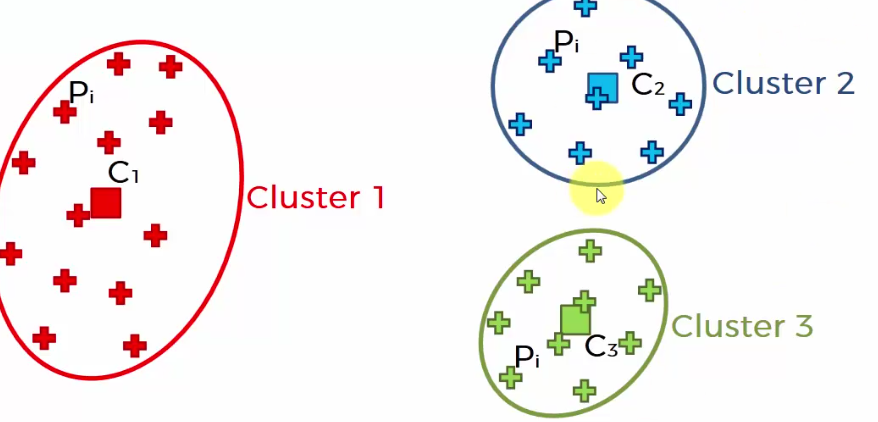 Pᵢ
C₁
Cluster 1
Pᵢ
C₂
Cluster 2
Cluster 3
C₃
Pᵢ